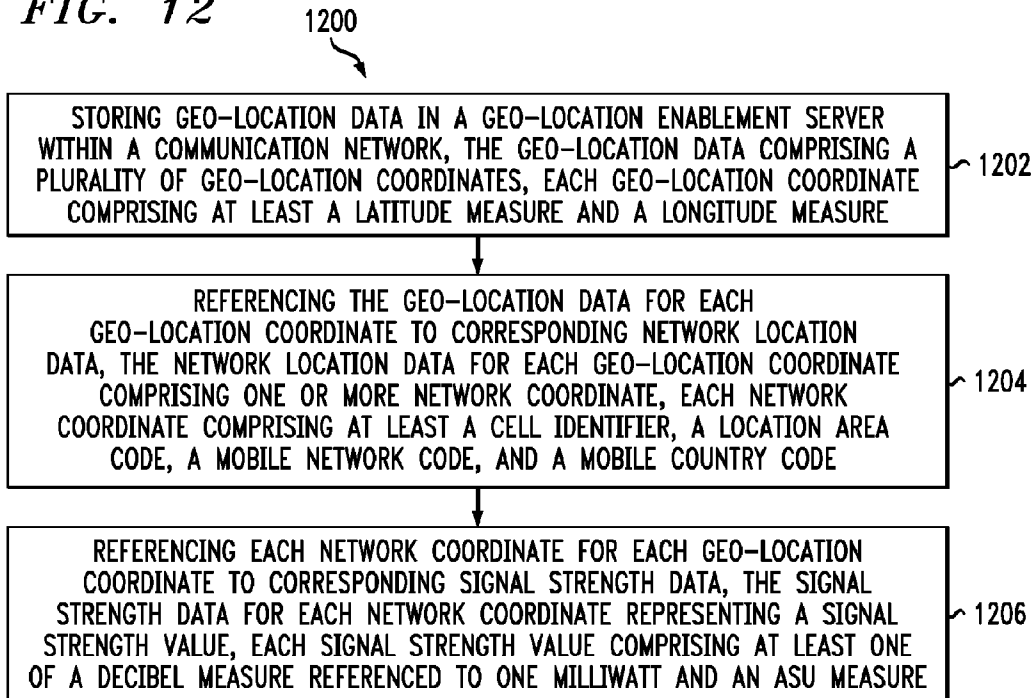 FIG. 12
1200
STORING GEO-LOCATION DATA IN A GEO-LOCATION ENABLEMENT SERVER
WITHIN A COMMUNICATION NETWORK, THE GEO-LOCATION DATA COMPRISING A
PLURALITY OF GEO-LOCATION COORDINATES, EACH GEO-LOCATION COORDINATE
COMPRISING AT LEAST A LATITUDE MEASURE AND A LONGITUDE MEASURE
1202
REFERENCING THE GEO-LOCATION DATA FOR EACH
GEO-LOCATION COORDINATE TO CORRESPONDING NETWORK LOCATION
DATA, THE NETWORK LOCATION DATA FOR EACH GEO-LOCATION COORDINATE
COMPRISING ONE OR MORE NETWORK COORDINATE, EACH NETWORK
COORDINATE COMPRISING AT LEAST A CELL IDENTIFIER, A LOCATION AREA
CODE, A MOBILE NETWORK CODE, AND A MOBILE COUNTRY CODE
1204
REFERENCING EACH NETWORK COORDINATE FOR EACH GEO-LOCATION
COORDINATE TO CORRESPONDING SIGNAL STRENGTH DATA, THE SIGNAL
STRENGTH DATA FOR EACH NETWORK COORDINATE REPRESENTING A SIGNAL
STRENGTH VALUE, EACH SIGNAL STRENGTH VALUE COMPRISING AT LEAST ONE
OF A DECIBEL MEASURE REFERENCED TO ONE MILLIWATT AND AN ASU MEASURE
1206